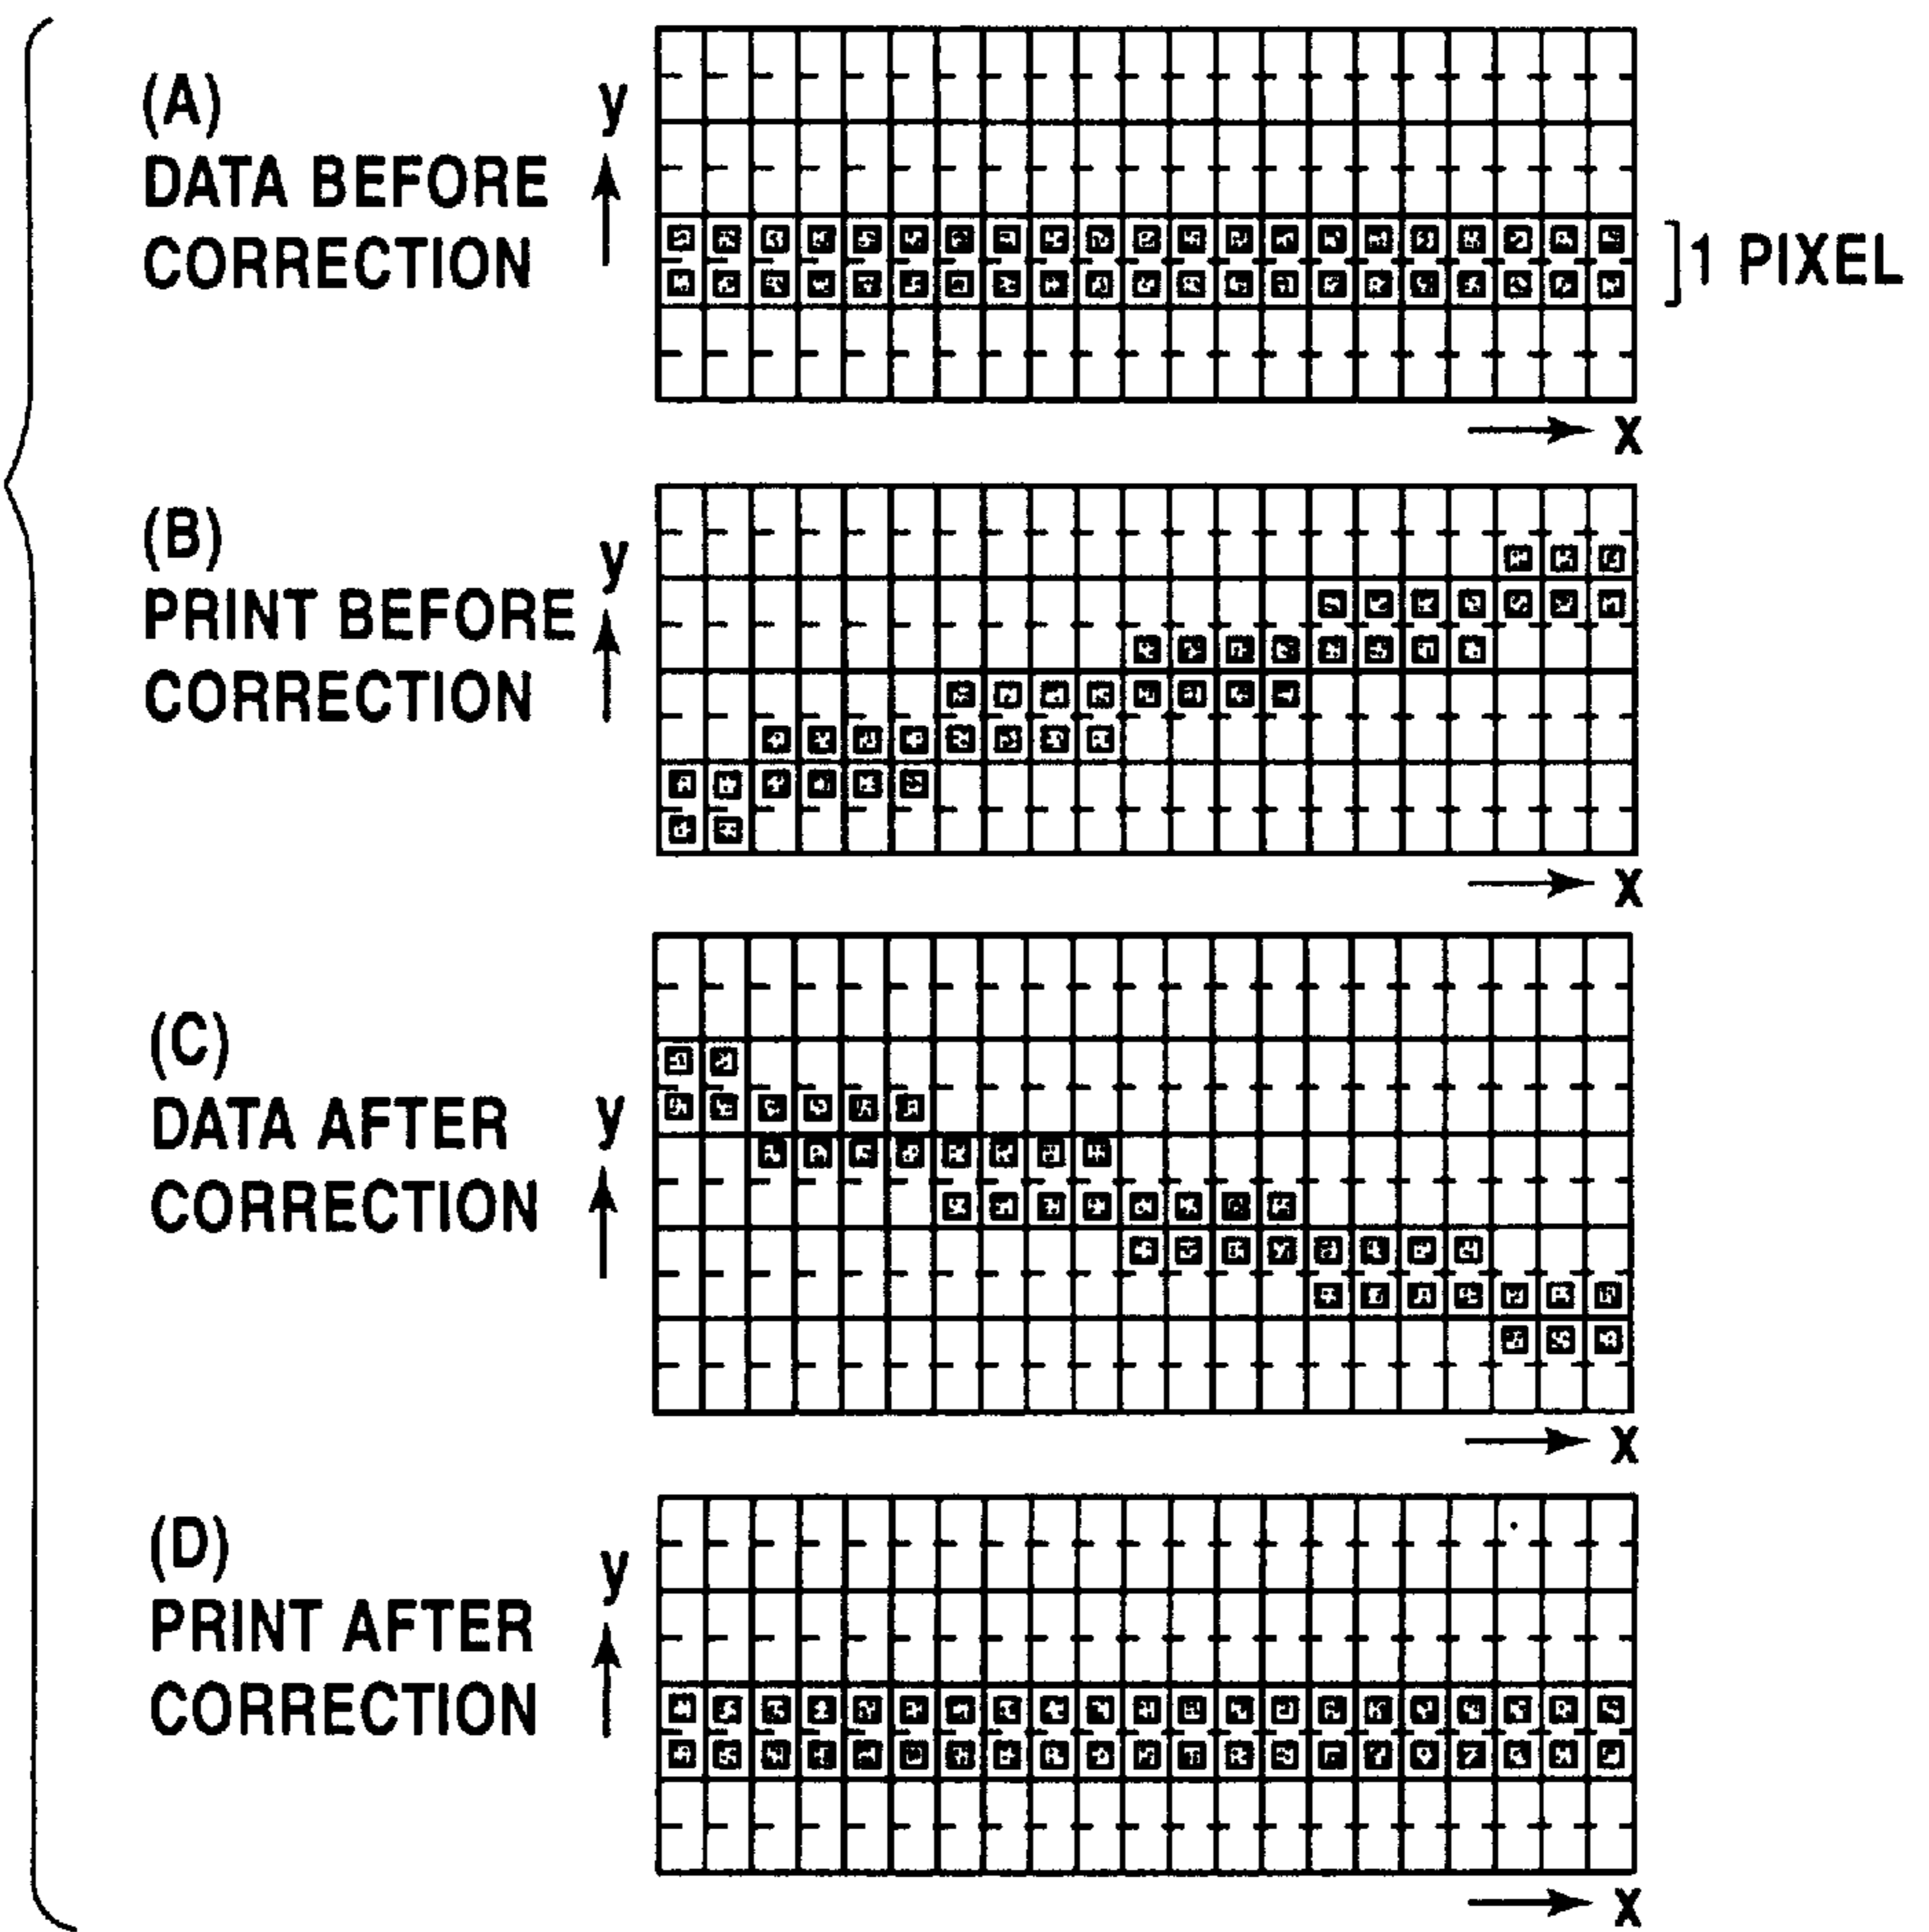 (A)
DATA BEFORE
CORRECTION
y
1 PIXEL
x
(B)
PRINT BEFORE
CORRECTION
y
x
(C)
DATA AFTER
CORRECTION
y
x
(D)
PRINT AFTER
CORRECTION
y
x